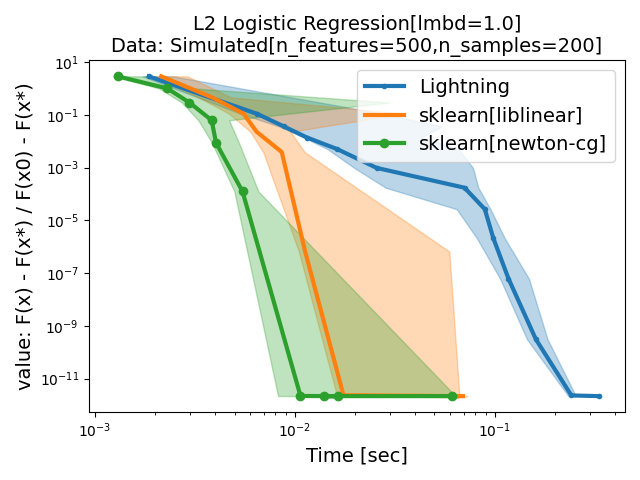 L2 Logistic Regression[lmbd=1.0]
Data: Simulated[n_features=500,n_samples=200]
value: F(x) - F(x*) / F(x0) - F(x*)
10¹
10⁻¹
10⁻³
10⁻⁵
10⁻⁷
10⁻⁹
10⁻¹¹
Lightning
sklearn[liblinear]
sklearn[newton-cg]
10⁻³
10⁻²
10⁻¹
Time [sec]